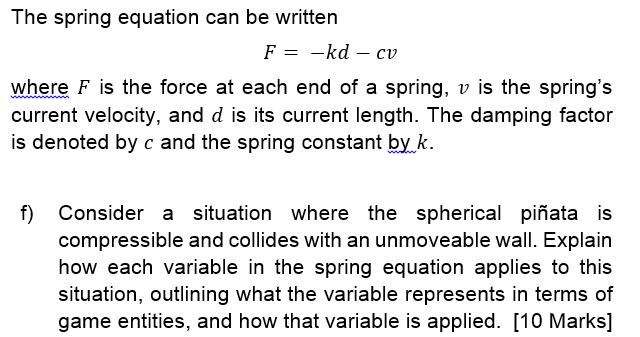 The spring equation can be written
F = −kd − cv
where F is the force at each end of a spring, v is the spring's
current velocity, and d is its current length. The damping factor
is denoted by c and the spring constant by k.
f) Consider a situation where the spherical piñata is
compressible and collides with an unmoveable wall. Explain
how each variable in the spring equation applies to this
situation, outlining what the variable represents in terms of
game entities, and how that variable is applied. [10 Marks]